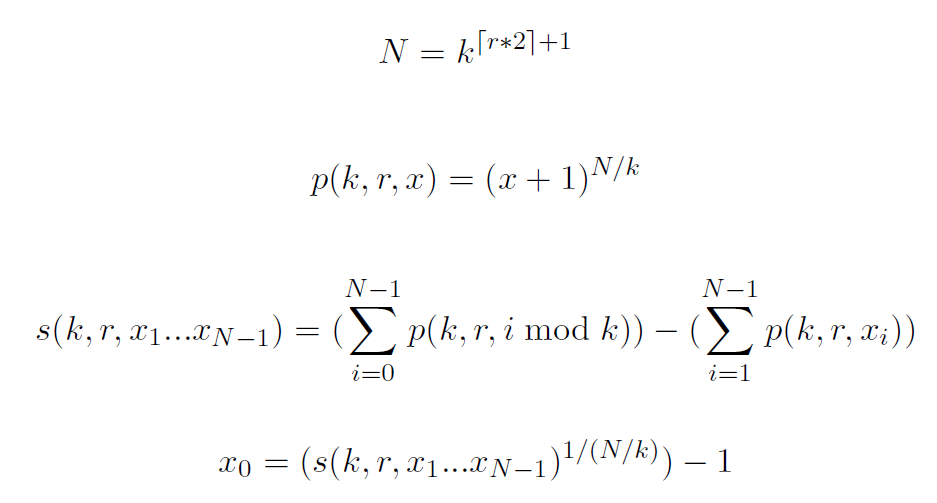 N = k^{⌈r∗2⌉+1}
p(k, r, x) = (x + 1)^{N/k}
s(k, r, x_1...x_{N−1}) = (∑_{i=0}^{N−1} p(k, r, i mod k)) − (∑_{i=1}^{N−1} p(k, r, x_i))
x_0 = (s(k, r, x_1...x_{N−1})^{1/(N/k)}) − 1